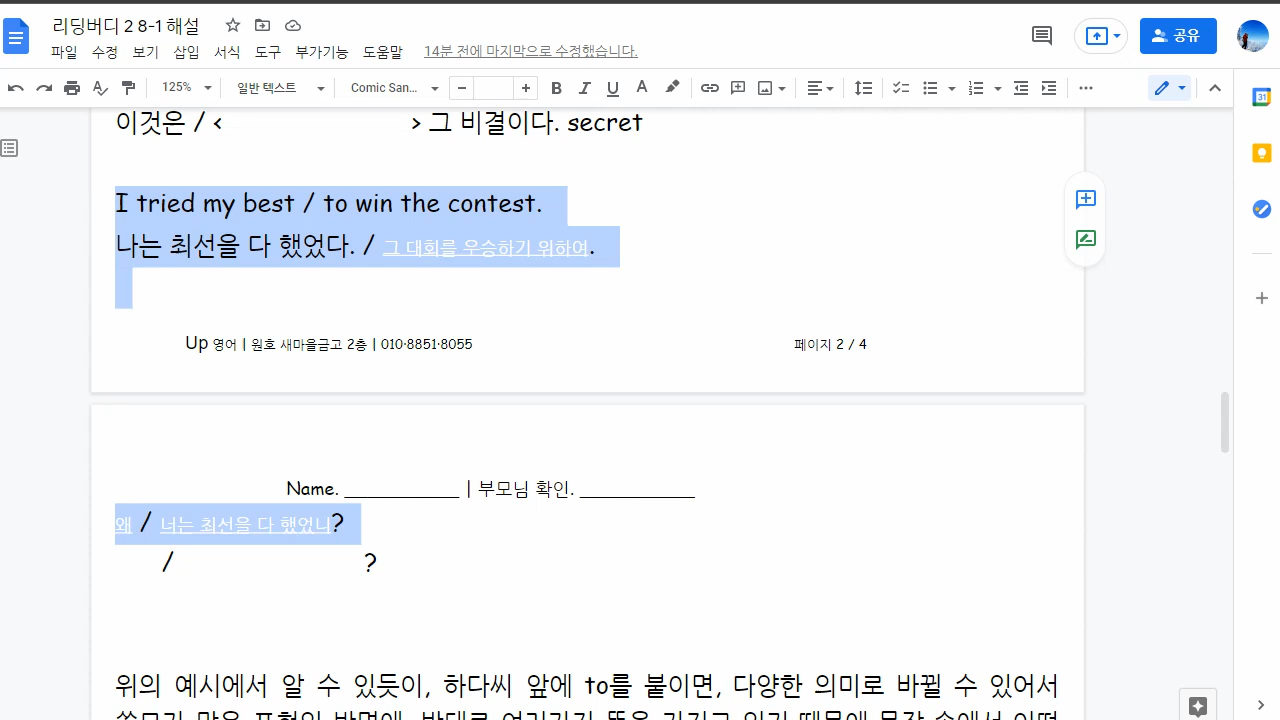 리딩버디 2 8-1 해설
파일 수정 보기 삽입 서식 도구 부가기능 도움말 14분 전에 마지막으로 수정했습니다.
공유
125% 일반 텍스트 Comic San... B I U A
31
이것은 / < > 그 비결이다. secret
I tried my best / to win the contest.
나는 최선을 다 했었다. / 그 대회를 우승하기 위하여.
Up 영어 | 원호 새마을금고 2층 | 010·8851·8055 페이지 2 / 4
Name. ____________ | 부모님 확인. ____________
왜 / 너는 최선을 다 했었니?
/ ?
위의 예시에서 알 수 있듯이, 하다씨 앞에 to를 붙이면, 다양한 의미로 바뀔 수 있어서